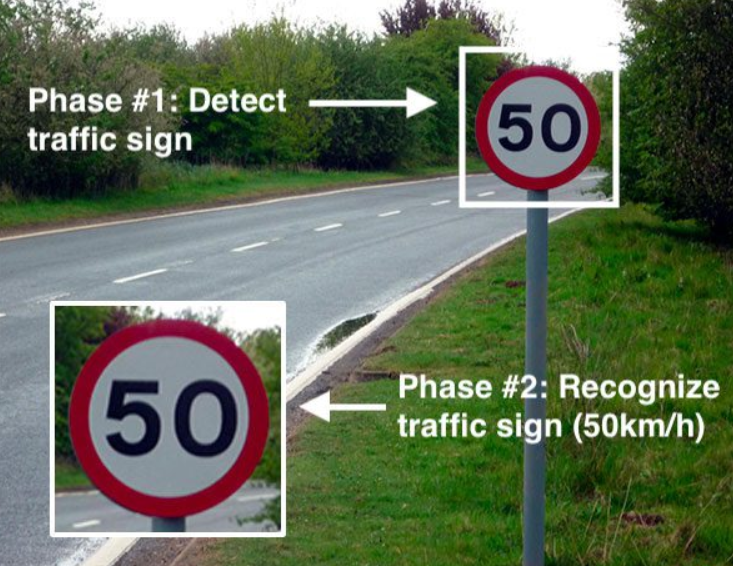 Phase #1: Detect
traffic sign
50
50
Phase #2: Recognize
traffic sign (50km/h)